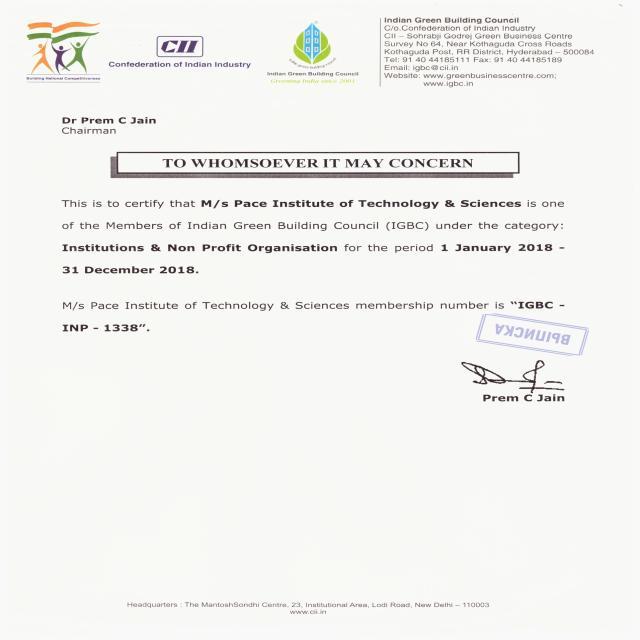 Building National Competitiveness
CII
Confederation of Indian Industry
indian green building council
Indian Green Building Council
Greening India since 2001
Indian Green Building Council
C/o.Confederation of Indian Industry
CII – Sohrabji Godrej Green Business Centre
Survey No 64, Near Kothaguda Cross Roads
Kothaguda Post, RR District, Hyderabad – 500084
Tel: 91 40 44185111 Fax: 91 40 44185189
Email: igbc@cii.in
Website: www.greenbusinesscentre.com;
www.igbc.in
Dr Prem C Jain
Chairman
TO WHOMSOEVER IT MAY CONCERN
This is to certify that M/s Pace Institute of Technology & Sciences is one
of the Members of Indian Green Building Council (IGBC) under the category:
Institutions & Non Profit Organisation for the period 1 January 2018 -
31 December 2018.
M/s Pace Institute of Technology & Sciences membership number is “IGBC -
INP - 1338”.
ВЫПИСКА
Prem C Jain
Headquarters : The MantoshSondhi Centre, 23, Institutional Area, Lodi Road, New Delhi – 110003
www.cii.in